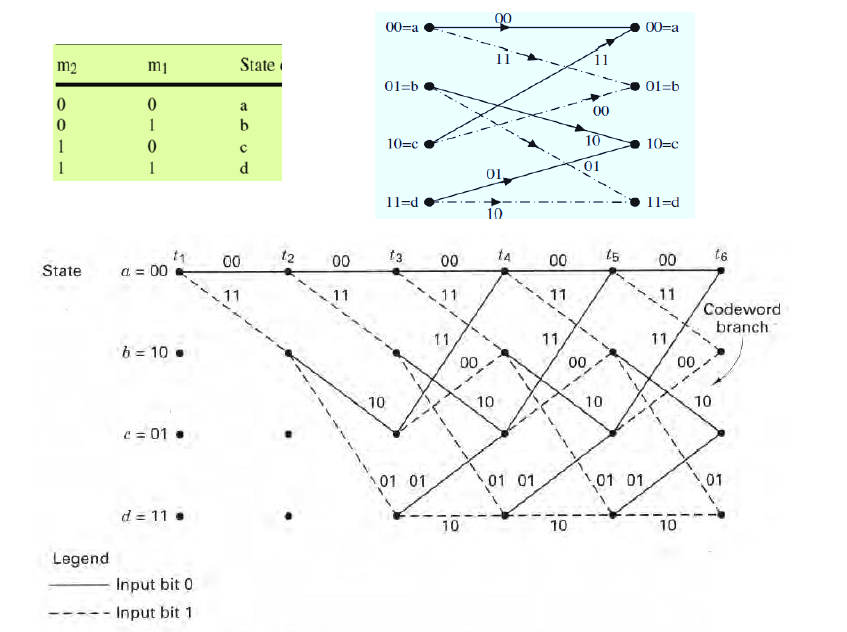 m2 m1 State
0 0 a
0 1 b
1 0 c
1 1 d
00=a 00 00=a
11 11
01=b 01=b
00
10=c 10 10=c
01 01
11=d 11=d
10
t1 t2 t3 t4 t5 t6
State a = 00 00 00 00 00 00
11 11 11 11 11
Codeword
branch
11 11 11
b = 10
00 00 00
10 10 10 10
c = 01
01 01 01 01 01 01 01
d = 11
10 10 10
Legend
Input bit 0
Input bit 1